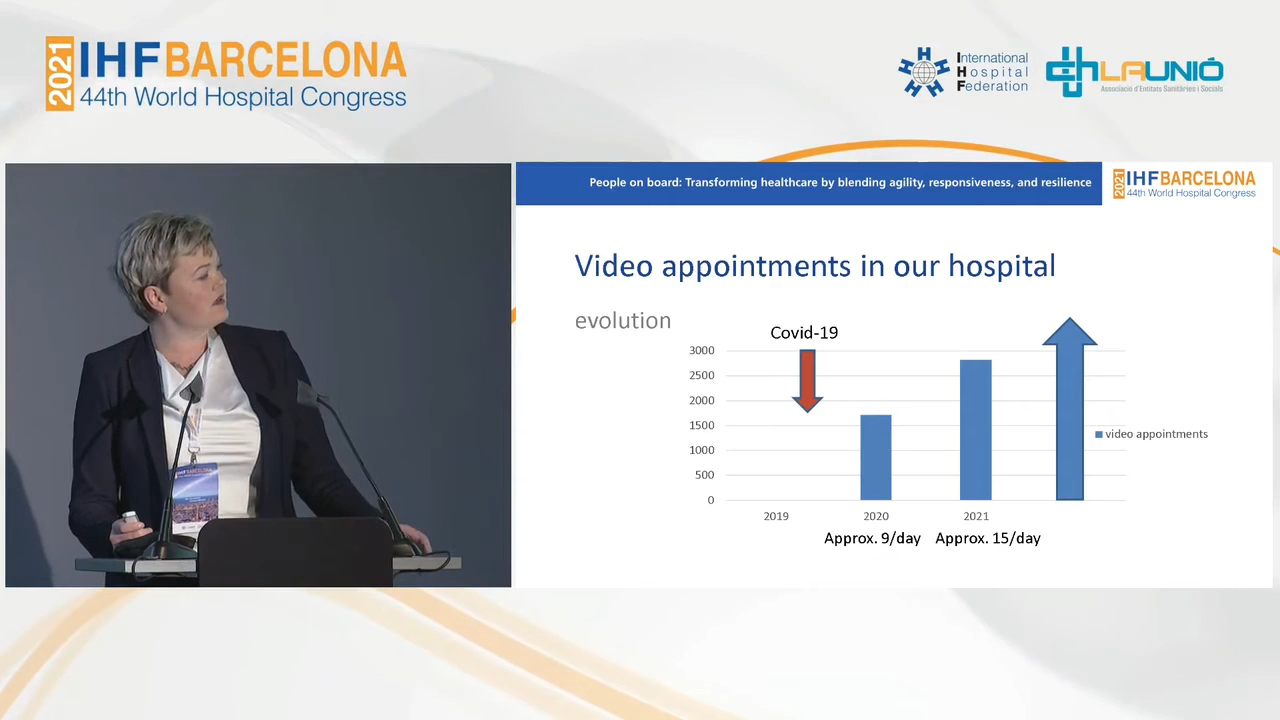 2021 IHF BARCELONA
44th World Hospital Congress
International
Hospital
Federation
LAUNIÓ
Associació d'Entitats Sanitàries i Socials
People on board: Transforming healthcare by blending agility, responsiveness, and resilience
2021 IHF BARCELONA
44th World Hospital Congress
Video appointments in our hospital
evolution
Covid-19
3000
2500
2000
1500
1000
500
0
video appointments
2019 2020 2021
Approx. 9/day Approx. 15/day
IHF BARCELONA